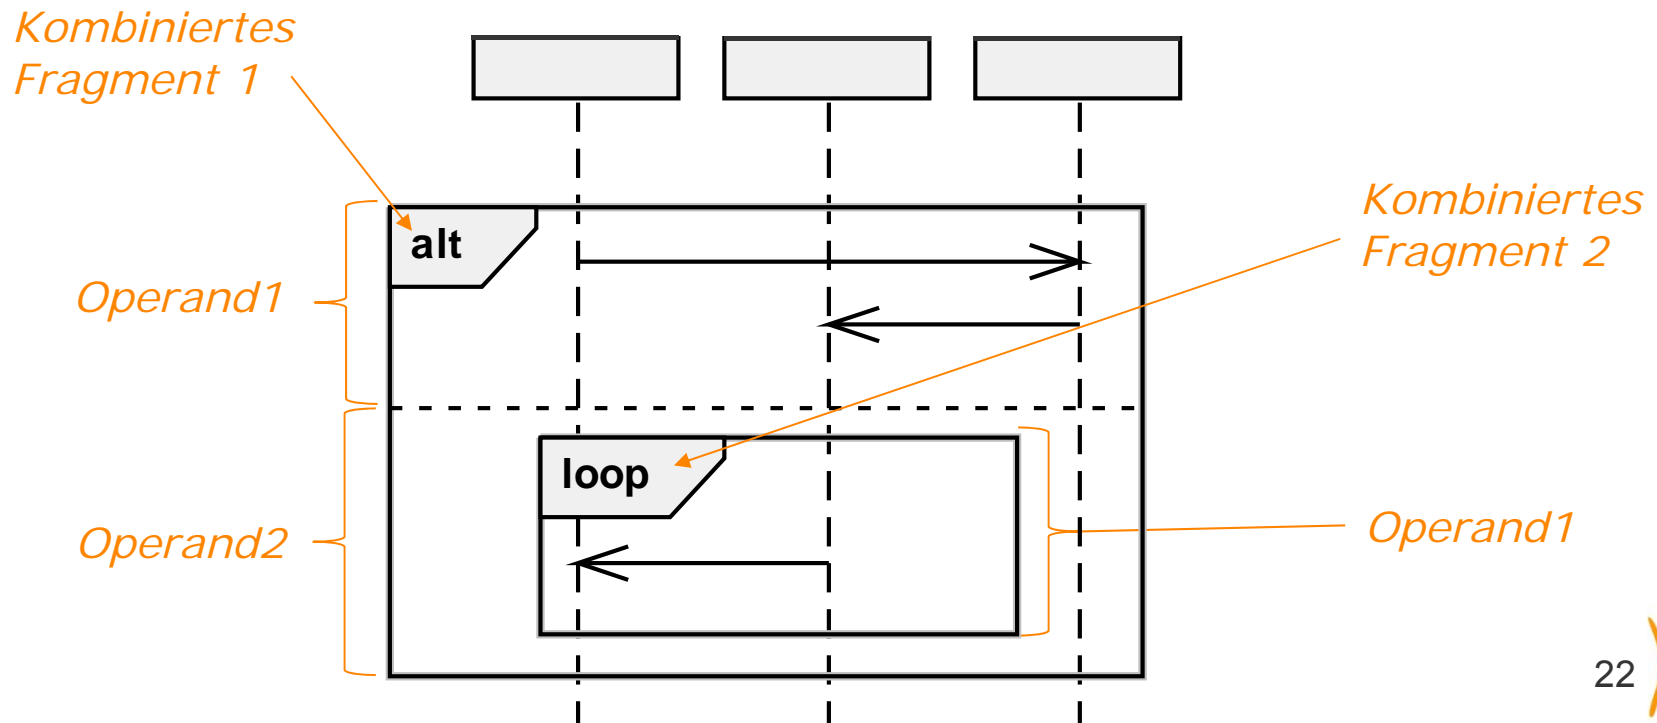 Kombiniertes
Fragment 1
Kombiniertes
Fragment 2
alt
Operand1
loop
Operand2
Operand1
22